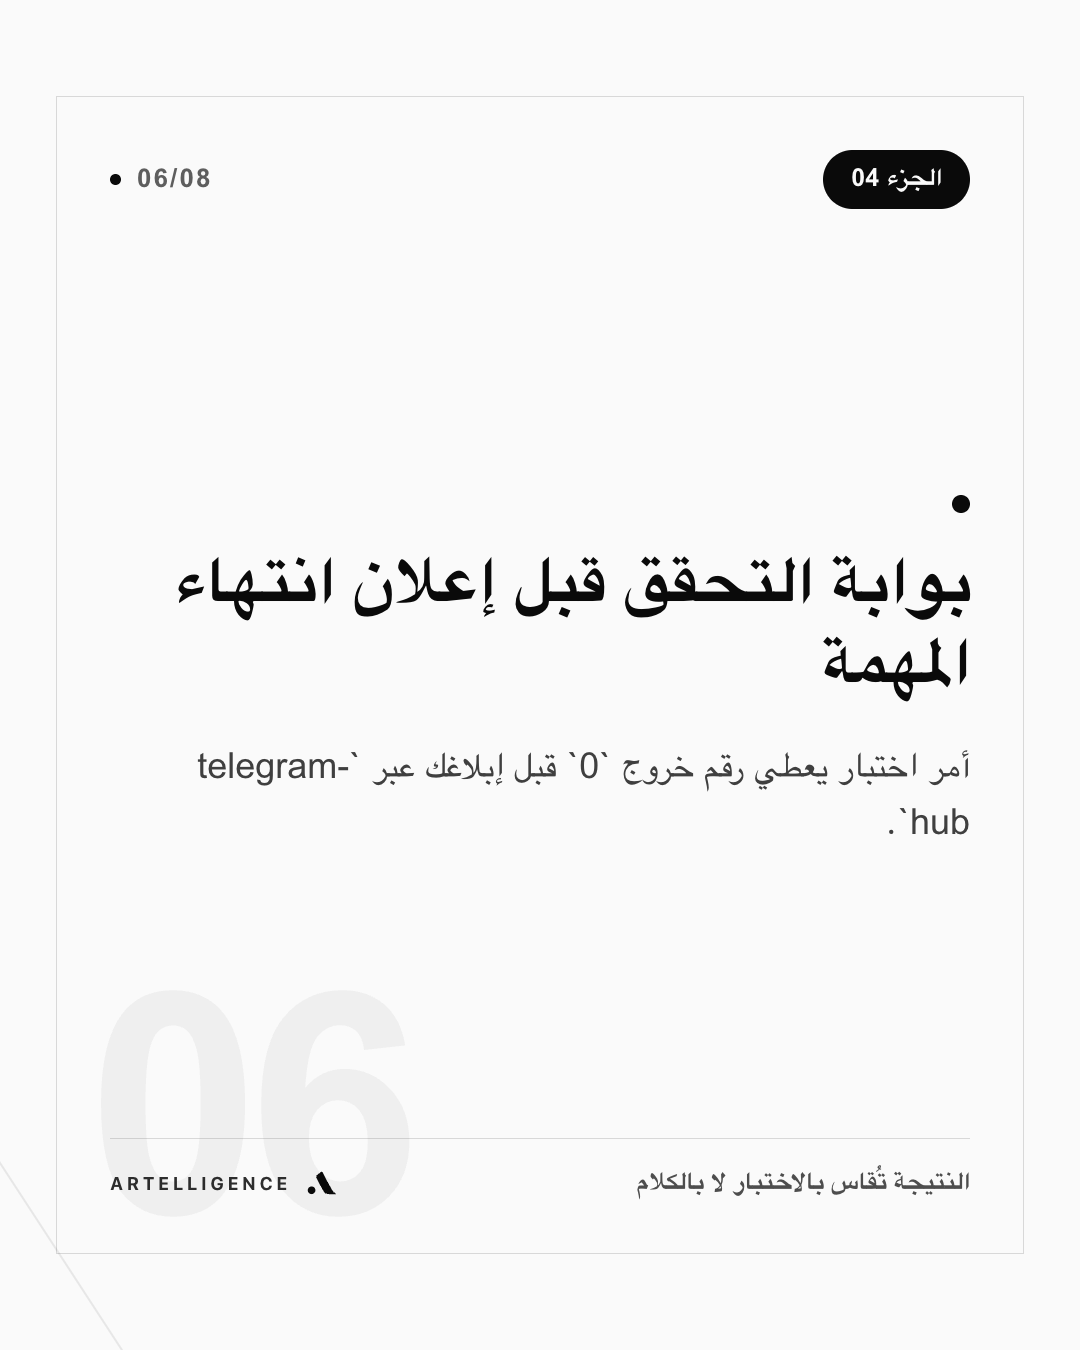 الجزء 04
06/08
بوابة التحقق قبل إعلان انتهاء
المهمة
أمر اختبار يعطي رقم خروج `0` قبل إبلاغك عبر `telegram-
hub`.
06
النتيجة تُقاس بالاختبار لا بالكلام
ARTELLIGENCE